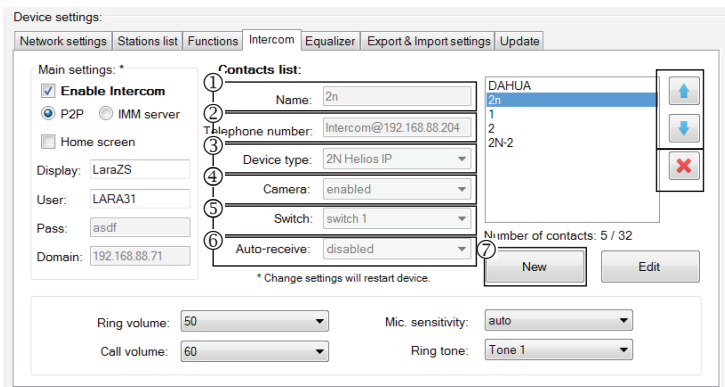 Device settings:
Network settings Stations list Functions Intercom Equalizer Export & Import settings Update
Main settings: *
Enable Intercom
P2P IMM server
Home screen
Display: LaraZS
User: LARA31
Pass: asdf
Domain: 192.168.88.71
Contacts list:
① Name: 2n
② Telephone number: Intercom@192.168.88.204
③ Device type: 2N Helios IP
④ Camera: enabled
⑤ Switch: switch 1
⑥ Auto-receive: disabled
* Change settings will restart device.
DAHUA
2n
1
2
2N-2
Number of contacts: 5 / 32
⑦ New Edit
Ring volume: 50 Mic. sensitivity: auto
Call volume: 60 Ring tone: Tone 1